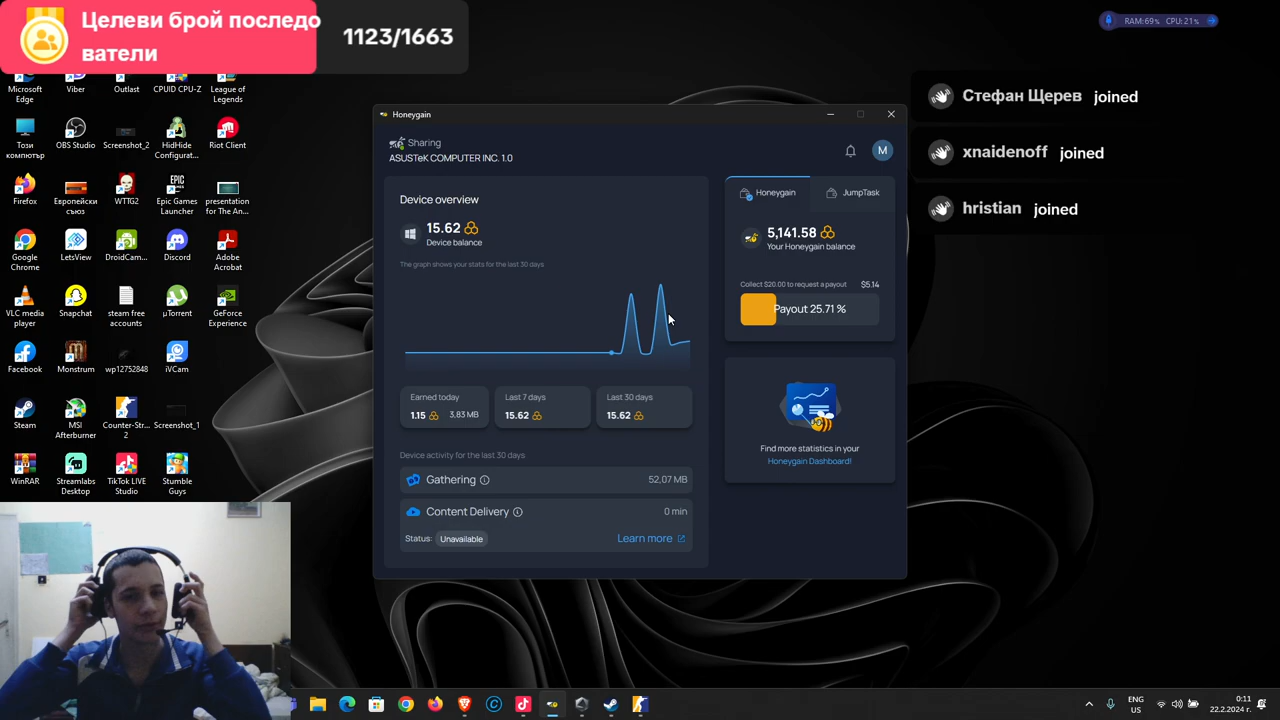 Целеви брой последо
ватели
1123/1663
RAM:69% CPU:21%
Стефан Щерев joined
xnaidenoff joined
hristian joined
Microsoft Edge
Viber
Outlast
CPUID CPU-Z
League of Legends
Този компютър
OBS Studio
Screenshot_2
HidHide Configurat...
Riot Client
Firefox
Европейски съюз
WTTG2
Epic Games Launcher
presentation for The An...
Google Chrome
LetsView
DroidCam...
Discord
Adobe Acrobat
VLC media player
Snapchat
steam free accounts
µTorrent
GeForce Experience
Facebook
Monstrum
wp12752848
iVCam
Steam
MSI Afterburner
Counter-Str... 2
Screenshot_1
WinRAR
Streamlabs Desktop
TikTok LIVE Studio
Stumble Guys
Honeygain
Sharing
ASUSTeK COMPUTER INC. 1.0
M
Device overview
15.62
Device balance
The graph shows your stats for the last 30 days
Earned today
1.15 3,83 MB
Last 7 days
15.62
Last 30 days
15.62
Device activity for the last 30 days
Gathering 52,07 MB
Content Delivery 0 min
Status: Unavailable Learn more
Honeygain JumpTask
5,141.58
Your Honeygain balance
Collect $20.00 to request a payout $5.14
Payout 25.71 %
Find more statistics in your
Honeygain Dashboard!
ENG
US
0:11
22.2.2024 г.